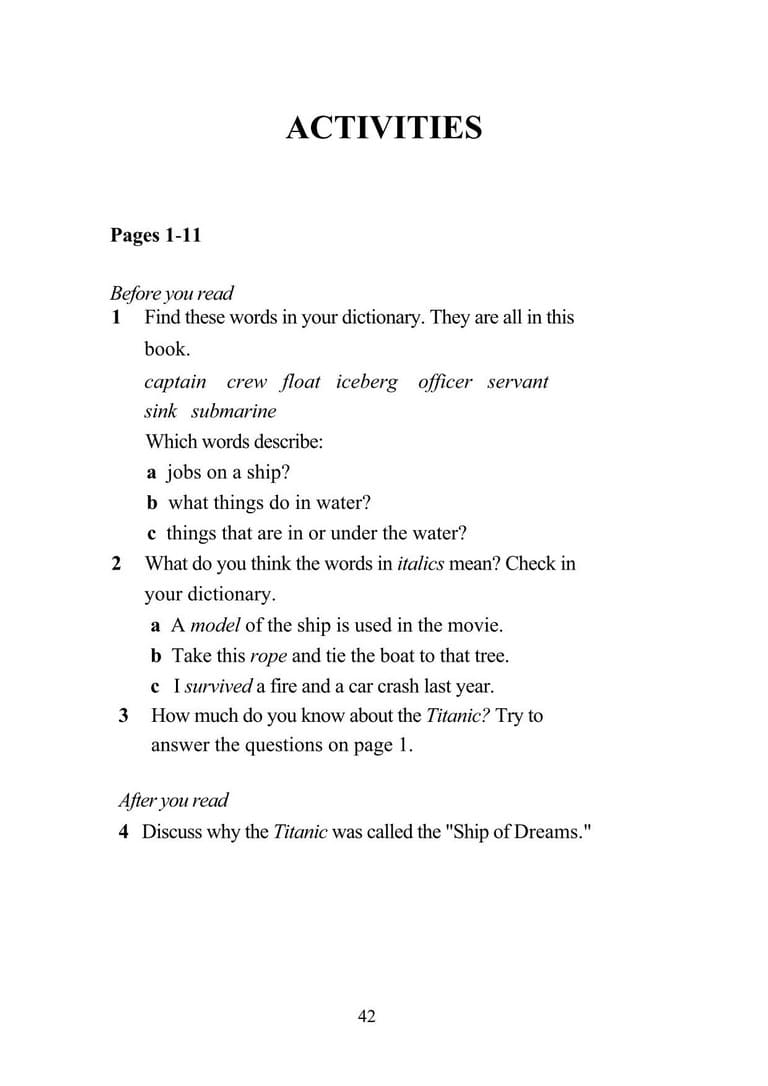 ACTIVITIES
Pages 1-11
Before you read
1 Find these words in your dictionary. They are all in this
book.
captain crew float iceberg officer servant
sink submarine
Which words describe:
a jobs on a ship?
b what things do in water?
c things that are in or under the water?
2 What do you think the words in italics mean? Check in
your dictionary.
a A model of the ship is used in the movie.
b Take this rope and tie the boat to that tree.
c I survived a fire and a car crash last year.
3 How much do you know about the Titanic? Try to
answer the questions on page 1.
After you read
4 Discuss why the Titanic was called the "Ship of Dreams."
42